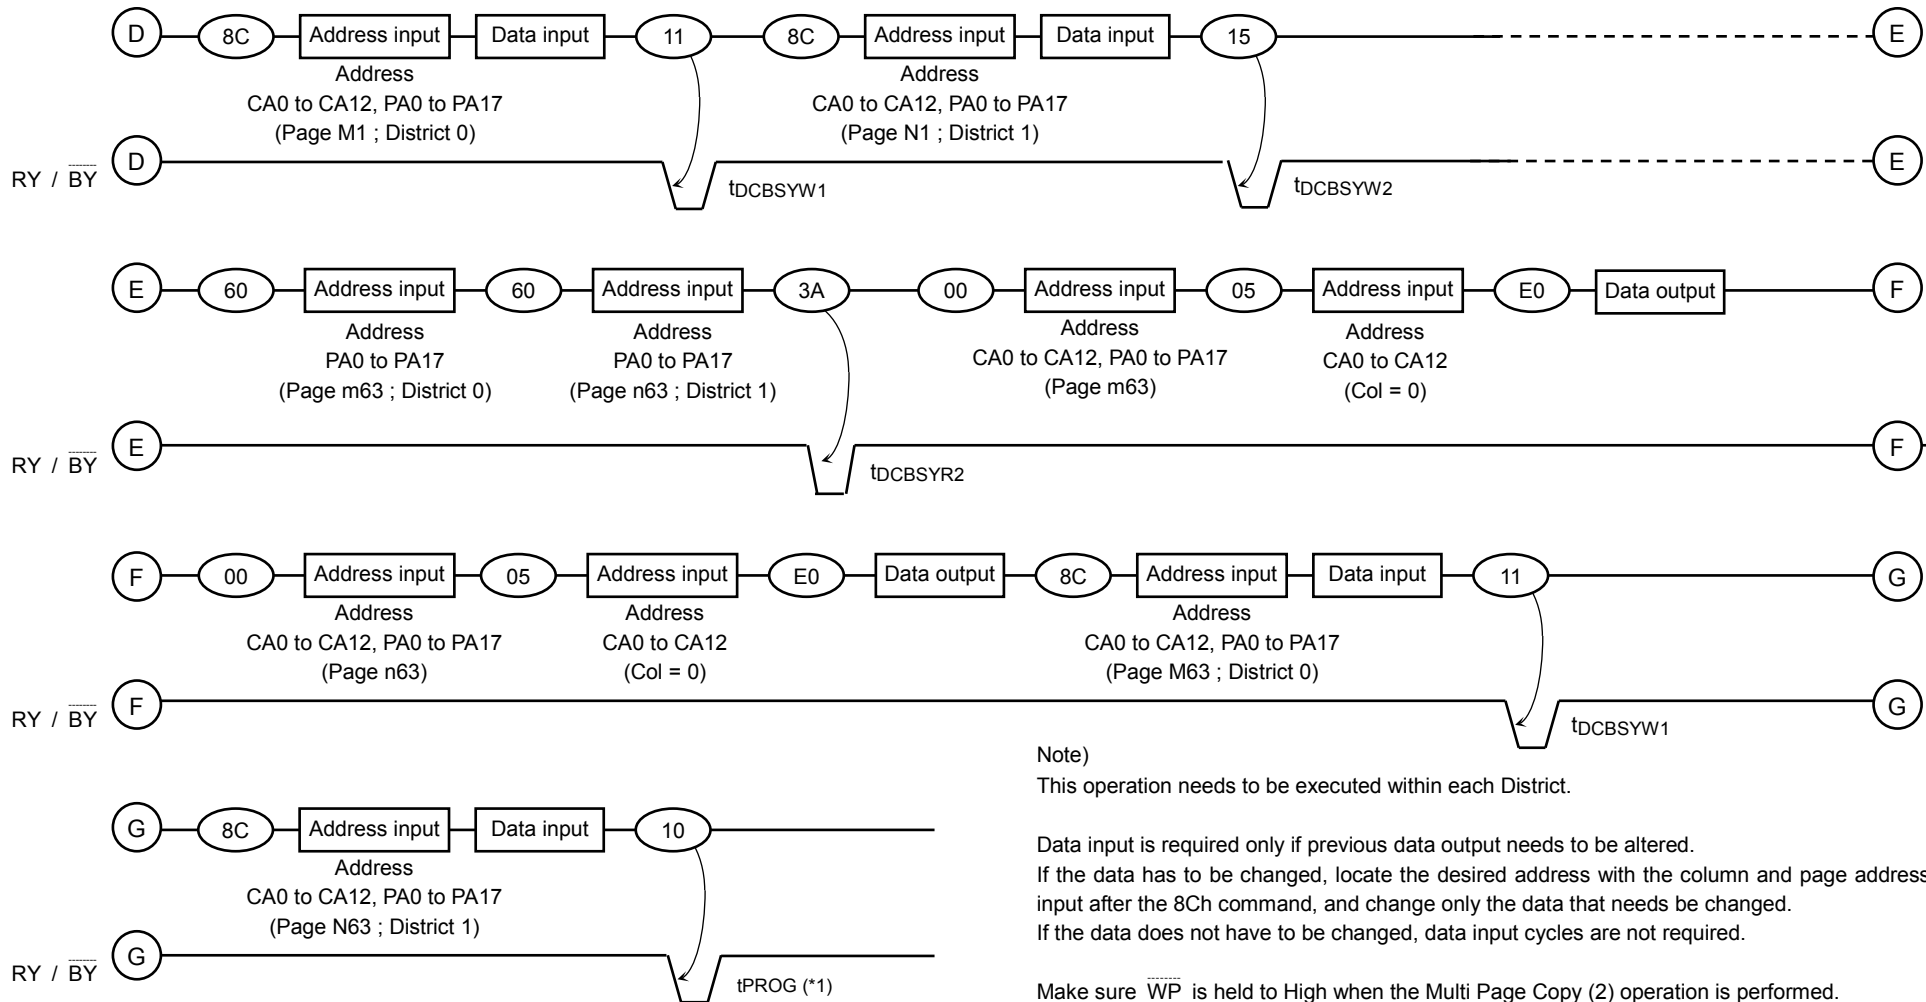 D 8C Address input Data input 11 8C Address input Data input 15 E
Address Address
CA0 to CA12, PA0 to PA17 CA0 to CA12, PA0 to PA17
(Page M1 ; District 0) (Page N1 ; District 1)
RY / BY D E
tDCBSYW1 tDCBSYW2
E 60 Address input 60 Address input 3A 00 Address input 05 Address input E0 Data output F
Address Address Address Address
PA0 to PA17 PA0 to PA17 CA0 to CA12, PA0 to PA17 CA0 to CA12
(Page m63 ; District 0) (Page n63 ; District 1) (Page m63) (Col = 0)
RY / BY E F
tDCBSYR2
F 00 Address input 05 Address input E0 Data output 8C Address input Data input 11 G
Address Address Address
CA0 to CA12, PA0 to PA17 CA0 to CA12 CA0 to CA12, PA0 to PA17
(Page n63) (Col = 0) (Page M63 ; District 0)
RY / BY F G
tDCBSYW1
G 8C Address input Data input 10
Address
CA0 to CA12, PA0 to PA17
(Page N63 ; District 1)
RY / BY G
tPROG (*1)
Note)
This operation needs to be executed within each District.
Data input is required only if previous data output needs to be altered.
If the data has to be changed, locate the desired address with the column and page address
input after the 8Ch command, and change only the data that needs be changed.
If the data does not have to be changed, data input cycles are not required.
Make sure WP is held to High when the Multi Page Copy (2) operation is performed.